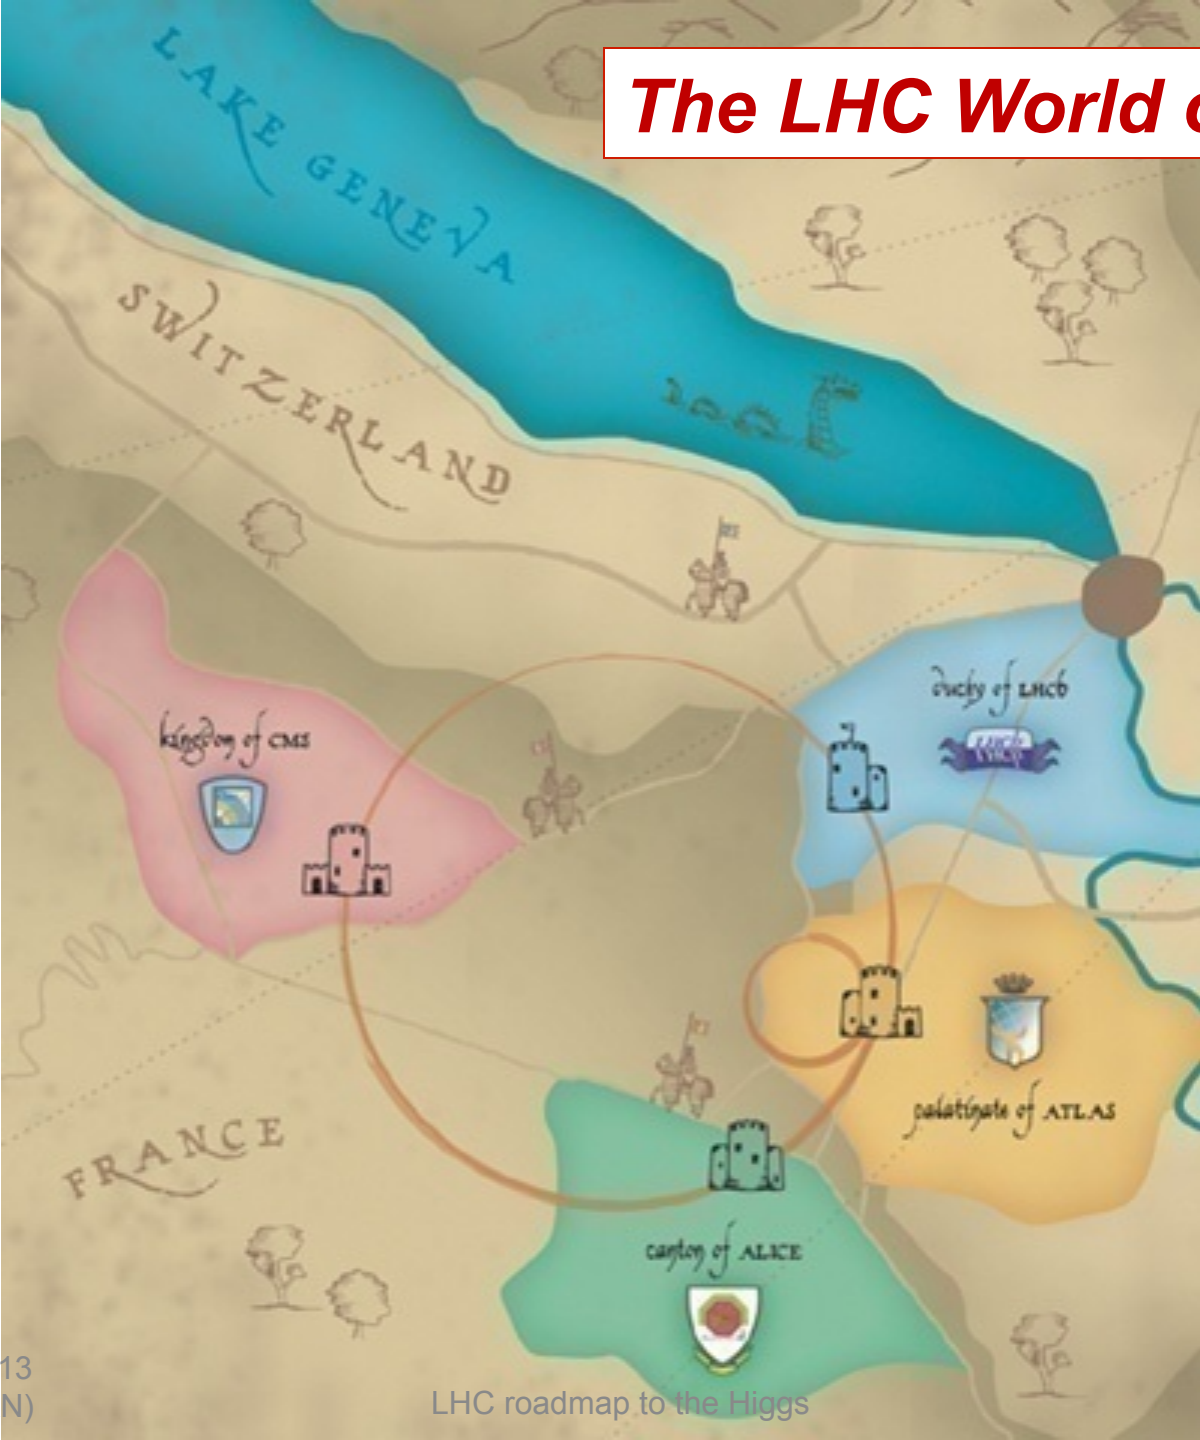 The LHC World
LAKE GENEVA
SWITZERLAND
duchy of LHCb
LHCb
kingdom of CMS
palatinate of ATLAS
FRANCE
canton of ALICE
13
N)
LHC roadmap to the Higgs